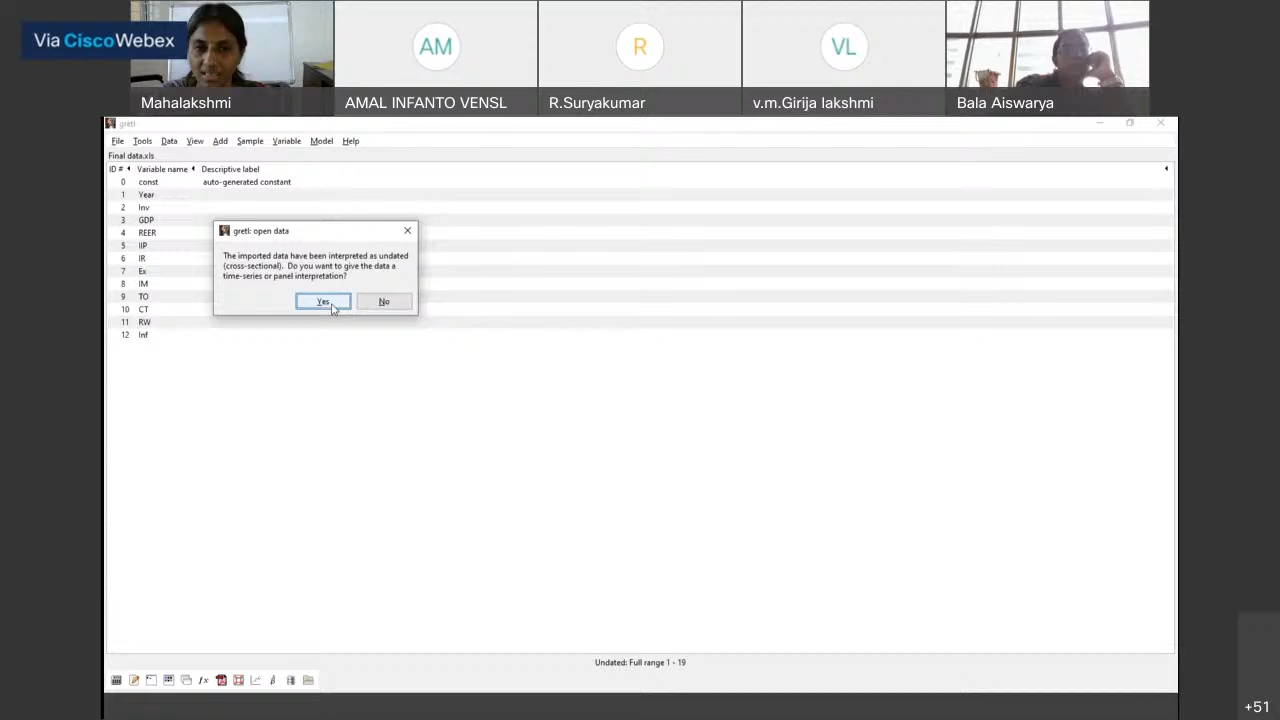 Via CiscoWebex
AM
R
VL
Mahalakshmi
AMAL INFANTO VENSL
R.Suryakumar
v.m.Girija lakshmi
Bala Aiswarya
gretl
File Tools Data View Add Sample Variable Model Help
Final data.xls
ID # Variable name Descriptive label
0 const auto-generated constant
1 Year
2 Inv
3 GDP
4 REER
5 IIP
6 IR
7 Ex
8 IM
9 TO
10 CT
11 RW
12 Inf
gretl: open data
The imported data have been interpreted as undated
(cross-sectional). Do you want to give the data a
time-series or panel interpretation?
Yes No
Undated: Full range 1 - 19
fx
β
+51